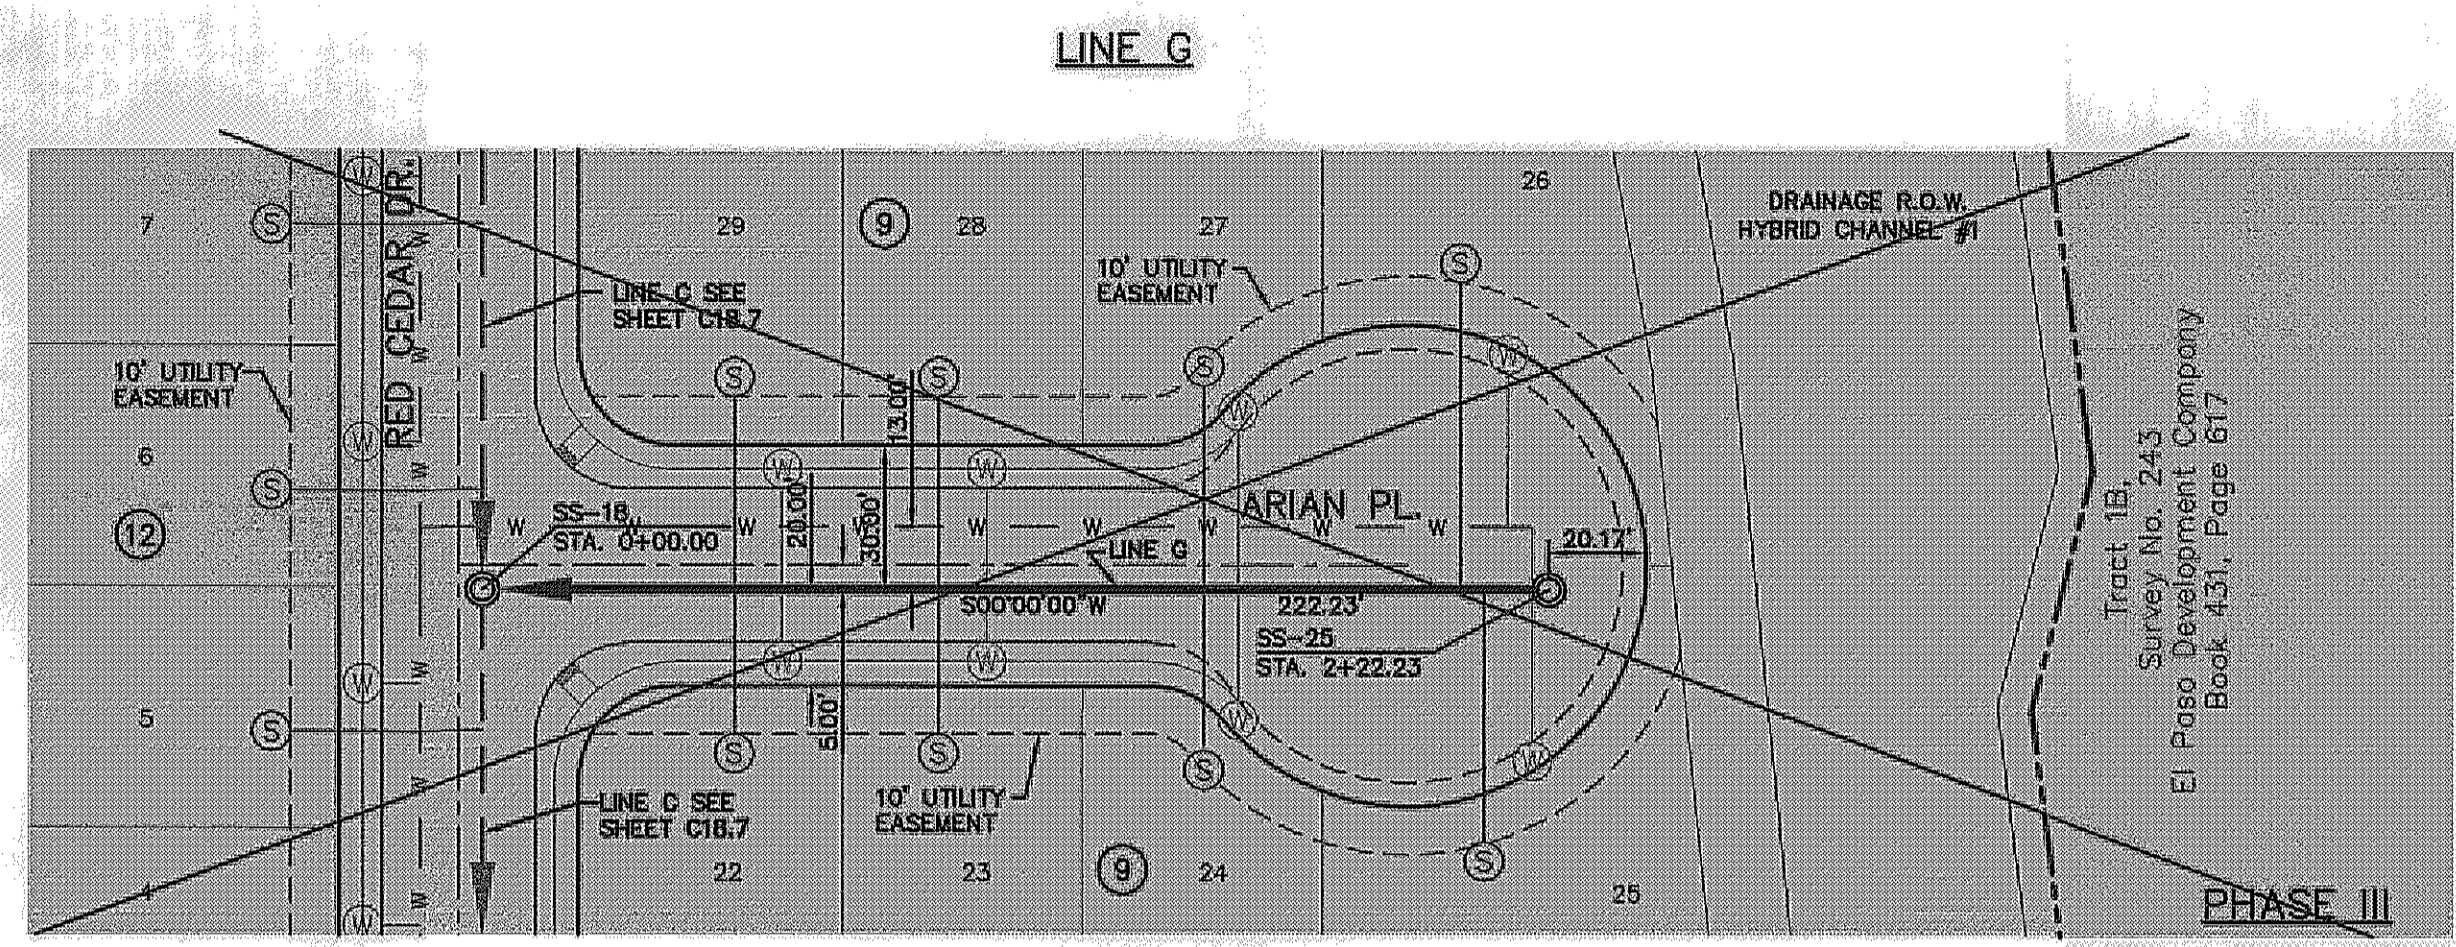 LINE G
26
DRAINAGE R.O.W.
HYBRID CHANNEL #1
7
S
W
RED CEDAR DR.
29
9
28
27
S
10' UTILITY
EASEMENT
LINE C SEE
SHEET C18.7
10' UTILITY
EASEMENT
S
S
S
W
13.00'
W
6
W
S
W
W
12
SS-18
STA. 0+00.00
20.00'
30.00'
W W W W W W W W W
ARIAN PL.
20.17'
LINE G
S00°00'00"W
222.23'
SS-25
STA. 2+22.23
Tract 1B,
Survey No. 243
El Paso Development Company
Book 431, Page 617
W
W
W
5
S
5.00'
W
W
S
S
S
LINE C SEE
SHEET C18.7
10' UTILITY
EASEMENT
S
22
23
9
24
25
4
W
PHASE III